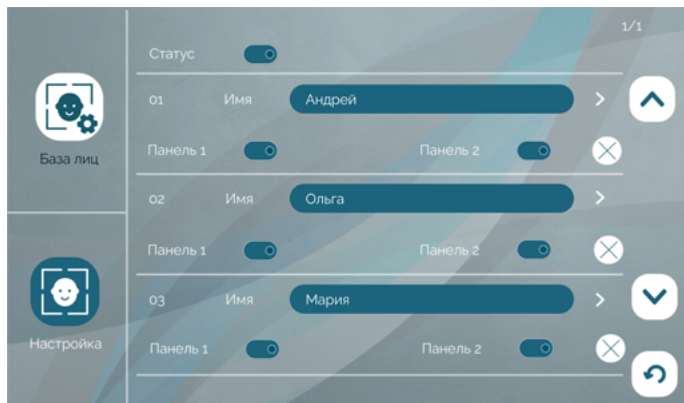 1/1
Статус
01 Имя Андрей
База лиц
Панель 1 Панель 2
02 Имя Ольга
Панель 1 Панель 2
03 Имя Мария
Настройка
Панель 1 Панель 2